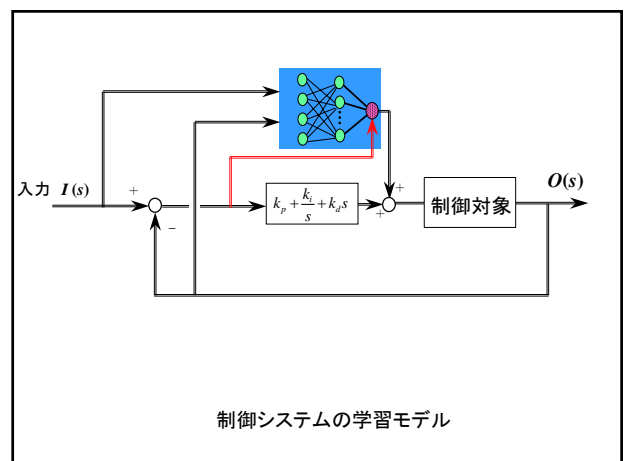 入力 I(s)
+
−
k_p + k_i/s + k_d s
+
+
制御対象
O(s)
制御システムの学習モデル